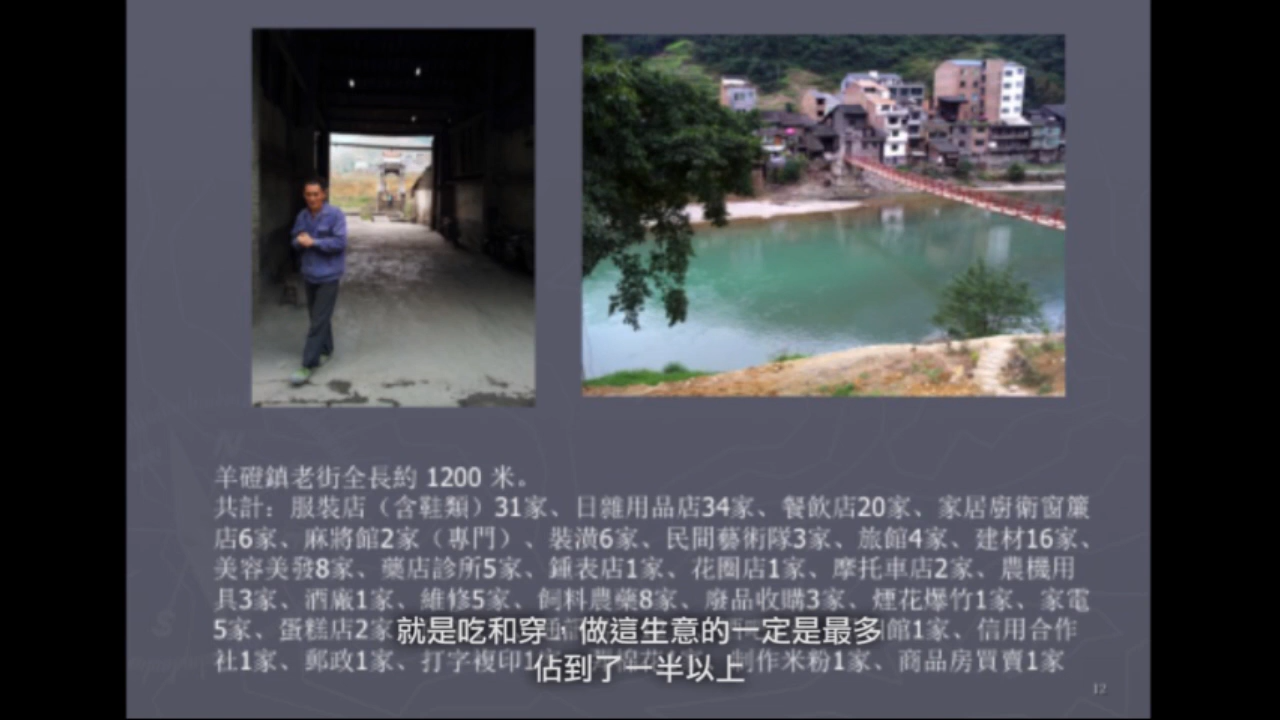 羊磴鎮老街全長約 1200 米。
共計：服裝店（含鞋類）31家、日雜用品店34家、餐飲店20家、家居廚衛窗簾
店6家、麻將館2家（專門）、裝潢6家、民間藝術隊3家、旅館4家、建材16家、
美容美發8家、藥店診所5家、鍾表店1家、花圈店1家、摩托車店2家、農機用
具3家、酒廠1家、維修5家、飼料農藥8家、廢品收購3家、煙花爆竹1家、家電
5家、蛋糕店2家 館1家、信用合作
就是吃和穿，做這生意的一定是最多
社1家、郵政1家、打字複印1 制作米粉1家、商品房買賣1家
佔到了一半以上
12